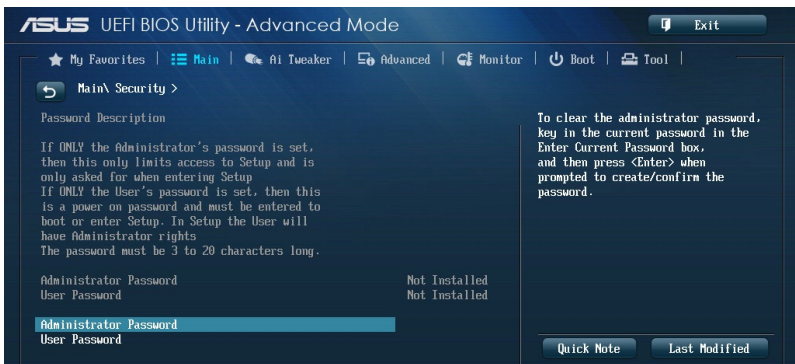 ASUS UEFI BIOS Utility - Advanced Mode
Exit
My Favorites | Main | Ai Tweaker | Advanced | Monitor | Boot | Tool |
Main\ Security >
Password Description
If ONLY the Administrator's password is set,
then this only limits access to Setup and is
only asked for when entering Setup
If ONLY the User's password is set, then this
is a power on password and must be entered to
boot or enter Setup. In Setup the User will
have Administrator rights
The password must be 3 to 20 characters long.
Administrator Password Not Installed
User Password Not Installed
Administrator Password
User Password
To clear the administrator password,
key in the current password in the
Enter Current Password box,
and then press <Enter> when
prompted to create/confirm the
password.
Quick Note Last Modified